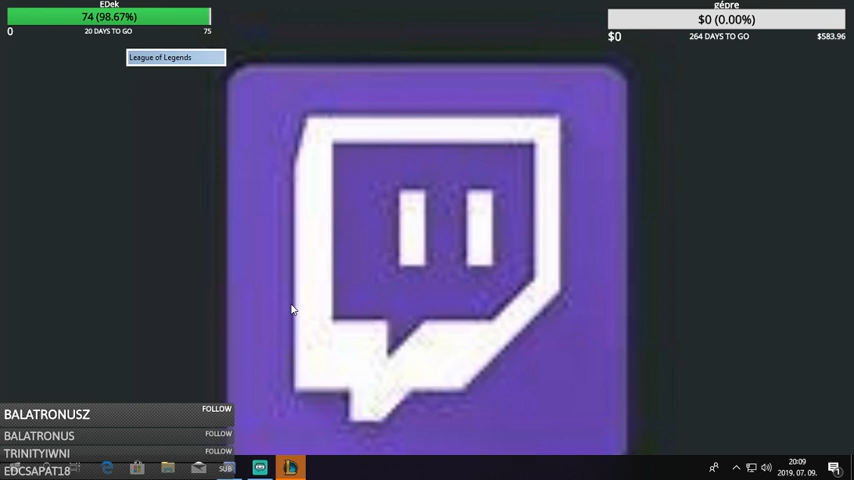 EDek
74 (98.67%)
0 20 DAYS TO GO 75
gépre
$0 (0.00%)
$0 264 DAYS TO GO $583.96
League of Legends
BALATRONUSZ FOLLOW
BALATRONUS FOLLOW
TRINITYIWNI FOLLOW
EDCSAPAT18 SUB
20:09
2019. 07. 09.
1